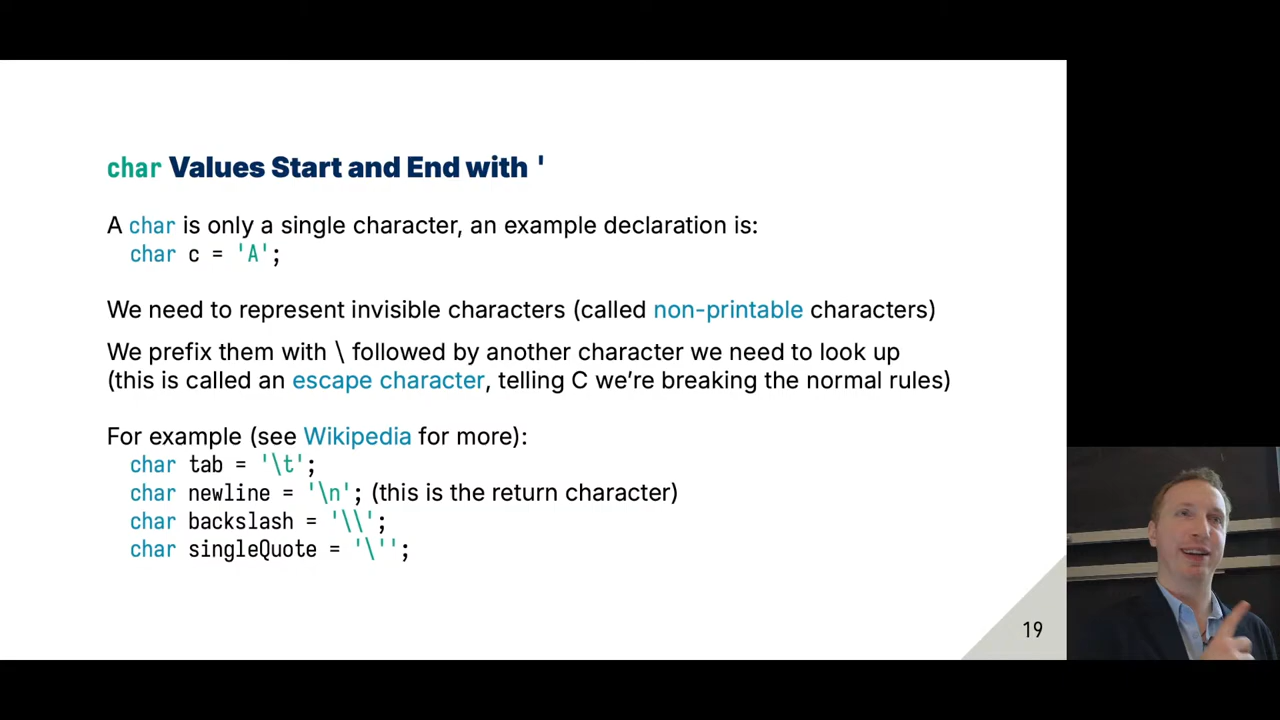 char Values Start and End with '
A char is only a single character, an example declaration is:
char c = 'A';
We need to represent invisible characters (called non-printable characters)
We prefix them with \ followed by another character we need to look up
(this is called an escape character, telling C we’re breaking the normal rules)
For example (see Wikipedia for more):
char tab = '\t';
char newline = '\n'; (this is the return character)
char backslash = '\\';
char singleQuote = '\'';
19